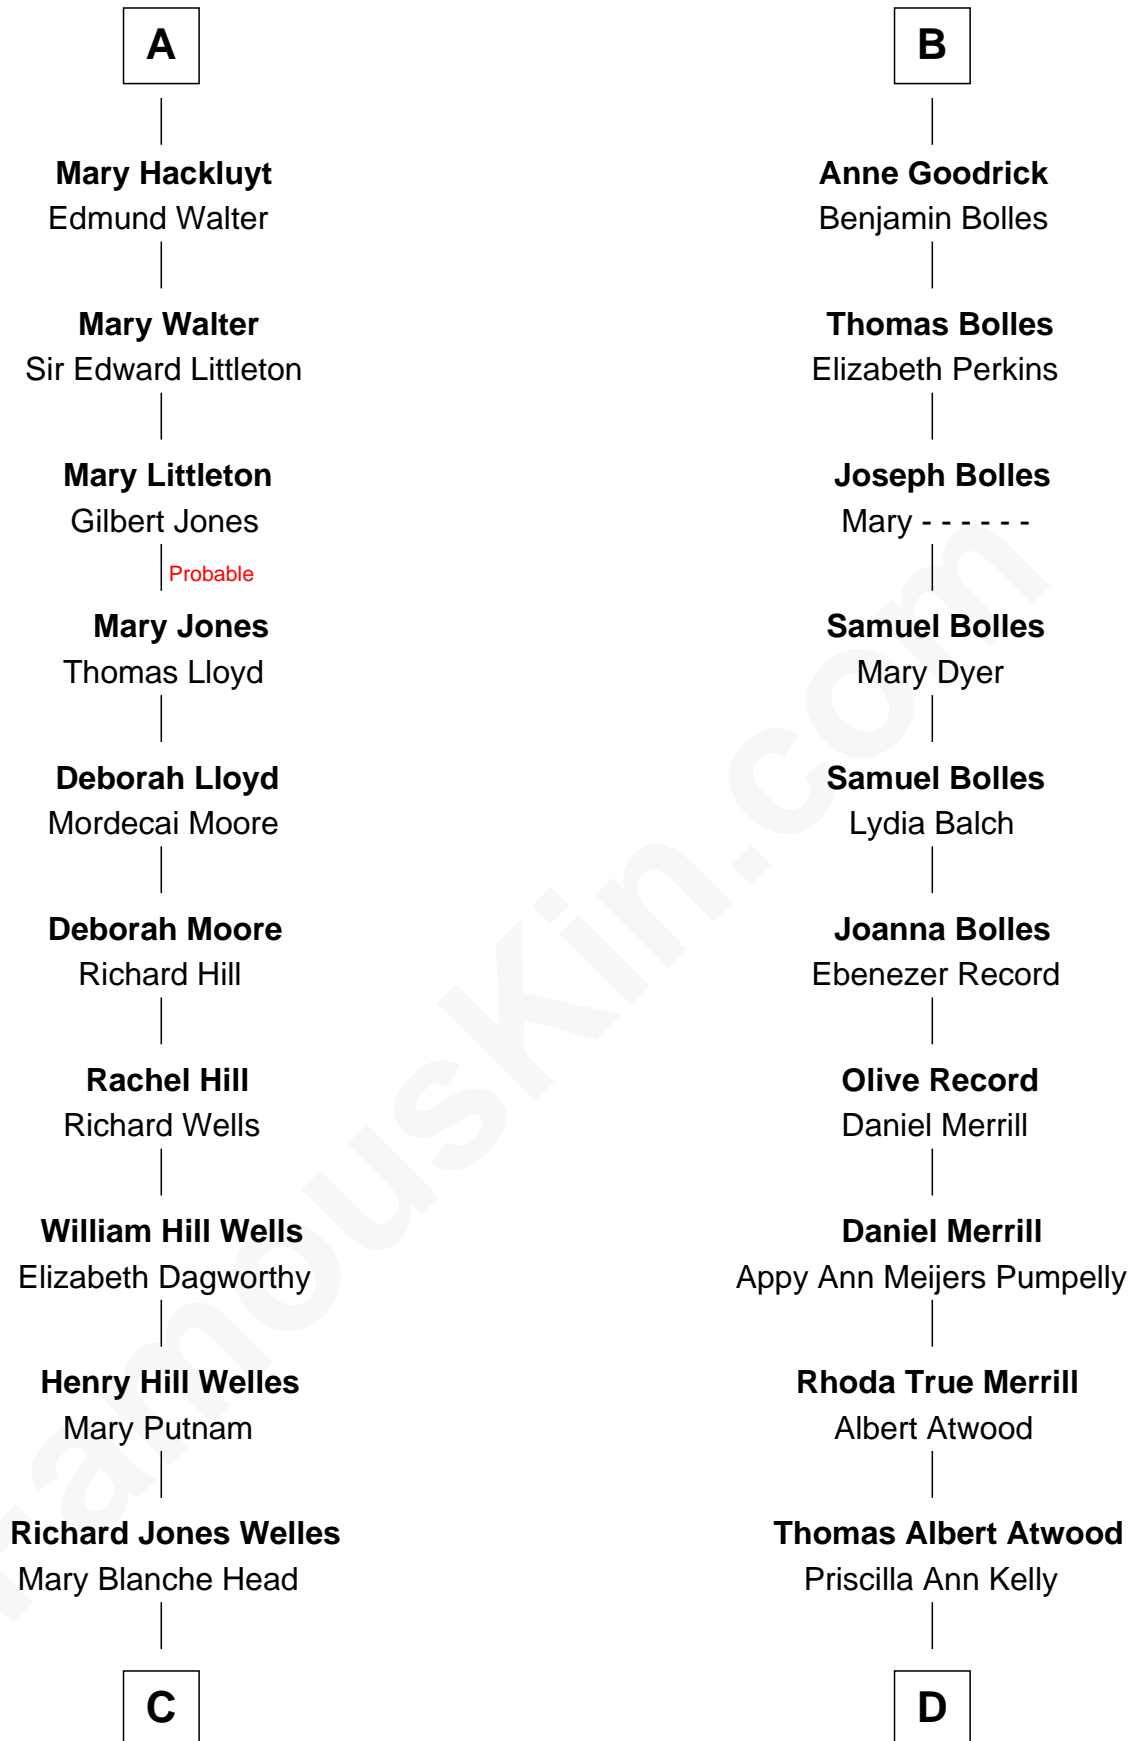 A
Mary Hackluyt
Edmund Walter
Mary Walter
Sir Edward Littleton
Mary Littleton
Gilbert Jones
Probable
Mary Jones
Thomas Lloyd
Deborah Lloyd
Mordecai Moore
Deborah Moore
Richard Hill
Rachel Hill
Richard Wells
William Hill Wells
Elizabeth Dagworthy
Henry Hill Welles
Mary Putnam
Richard Jones Welles
Mary Blanche Head
C
B
Anne Goodrick
Benjamin Bolles
Thomas Bolles
Elizabeth Perkins
Joseph Bolles
Mary - - - - - -
Samuel Bolles
Mary Dyer
Samuel Bolles
Lydia Balch
Joanna Bolles
Ebenezer Record
Olive Record
Daniel Merrill
Daniel Merrill
Appy Ann Meijers Pumpelly
Rhoda True Merrill
Albert Atwood
Thomas Albert Atwood
Priscilla Ann Kelly
D
FamousKin.com